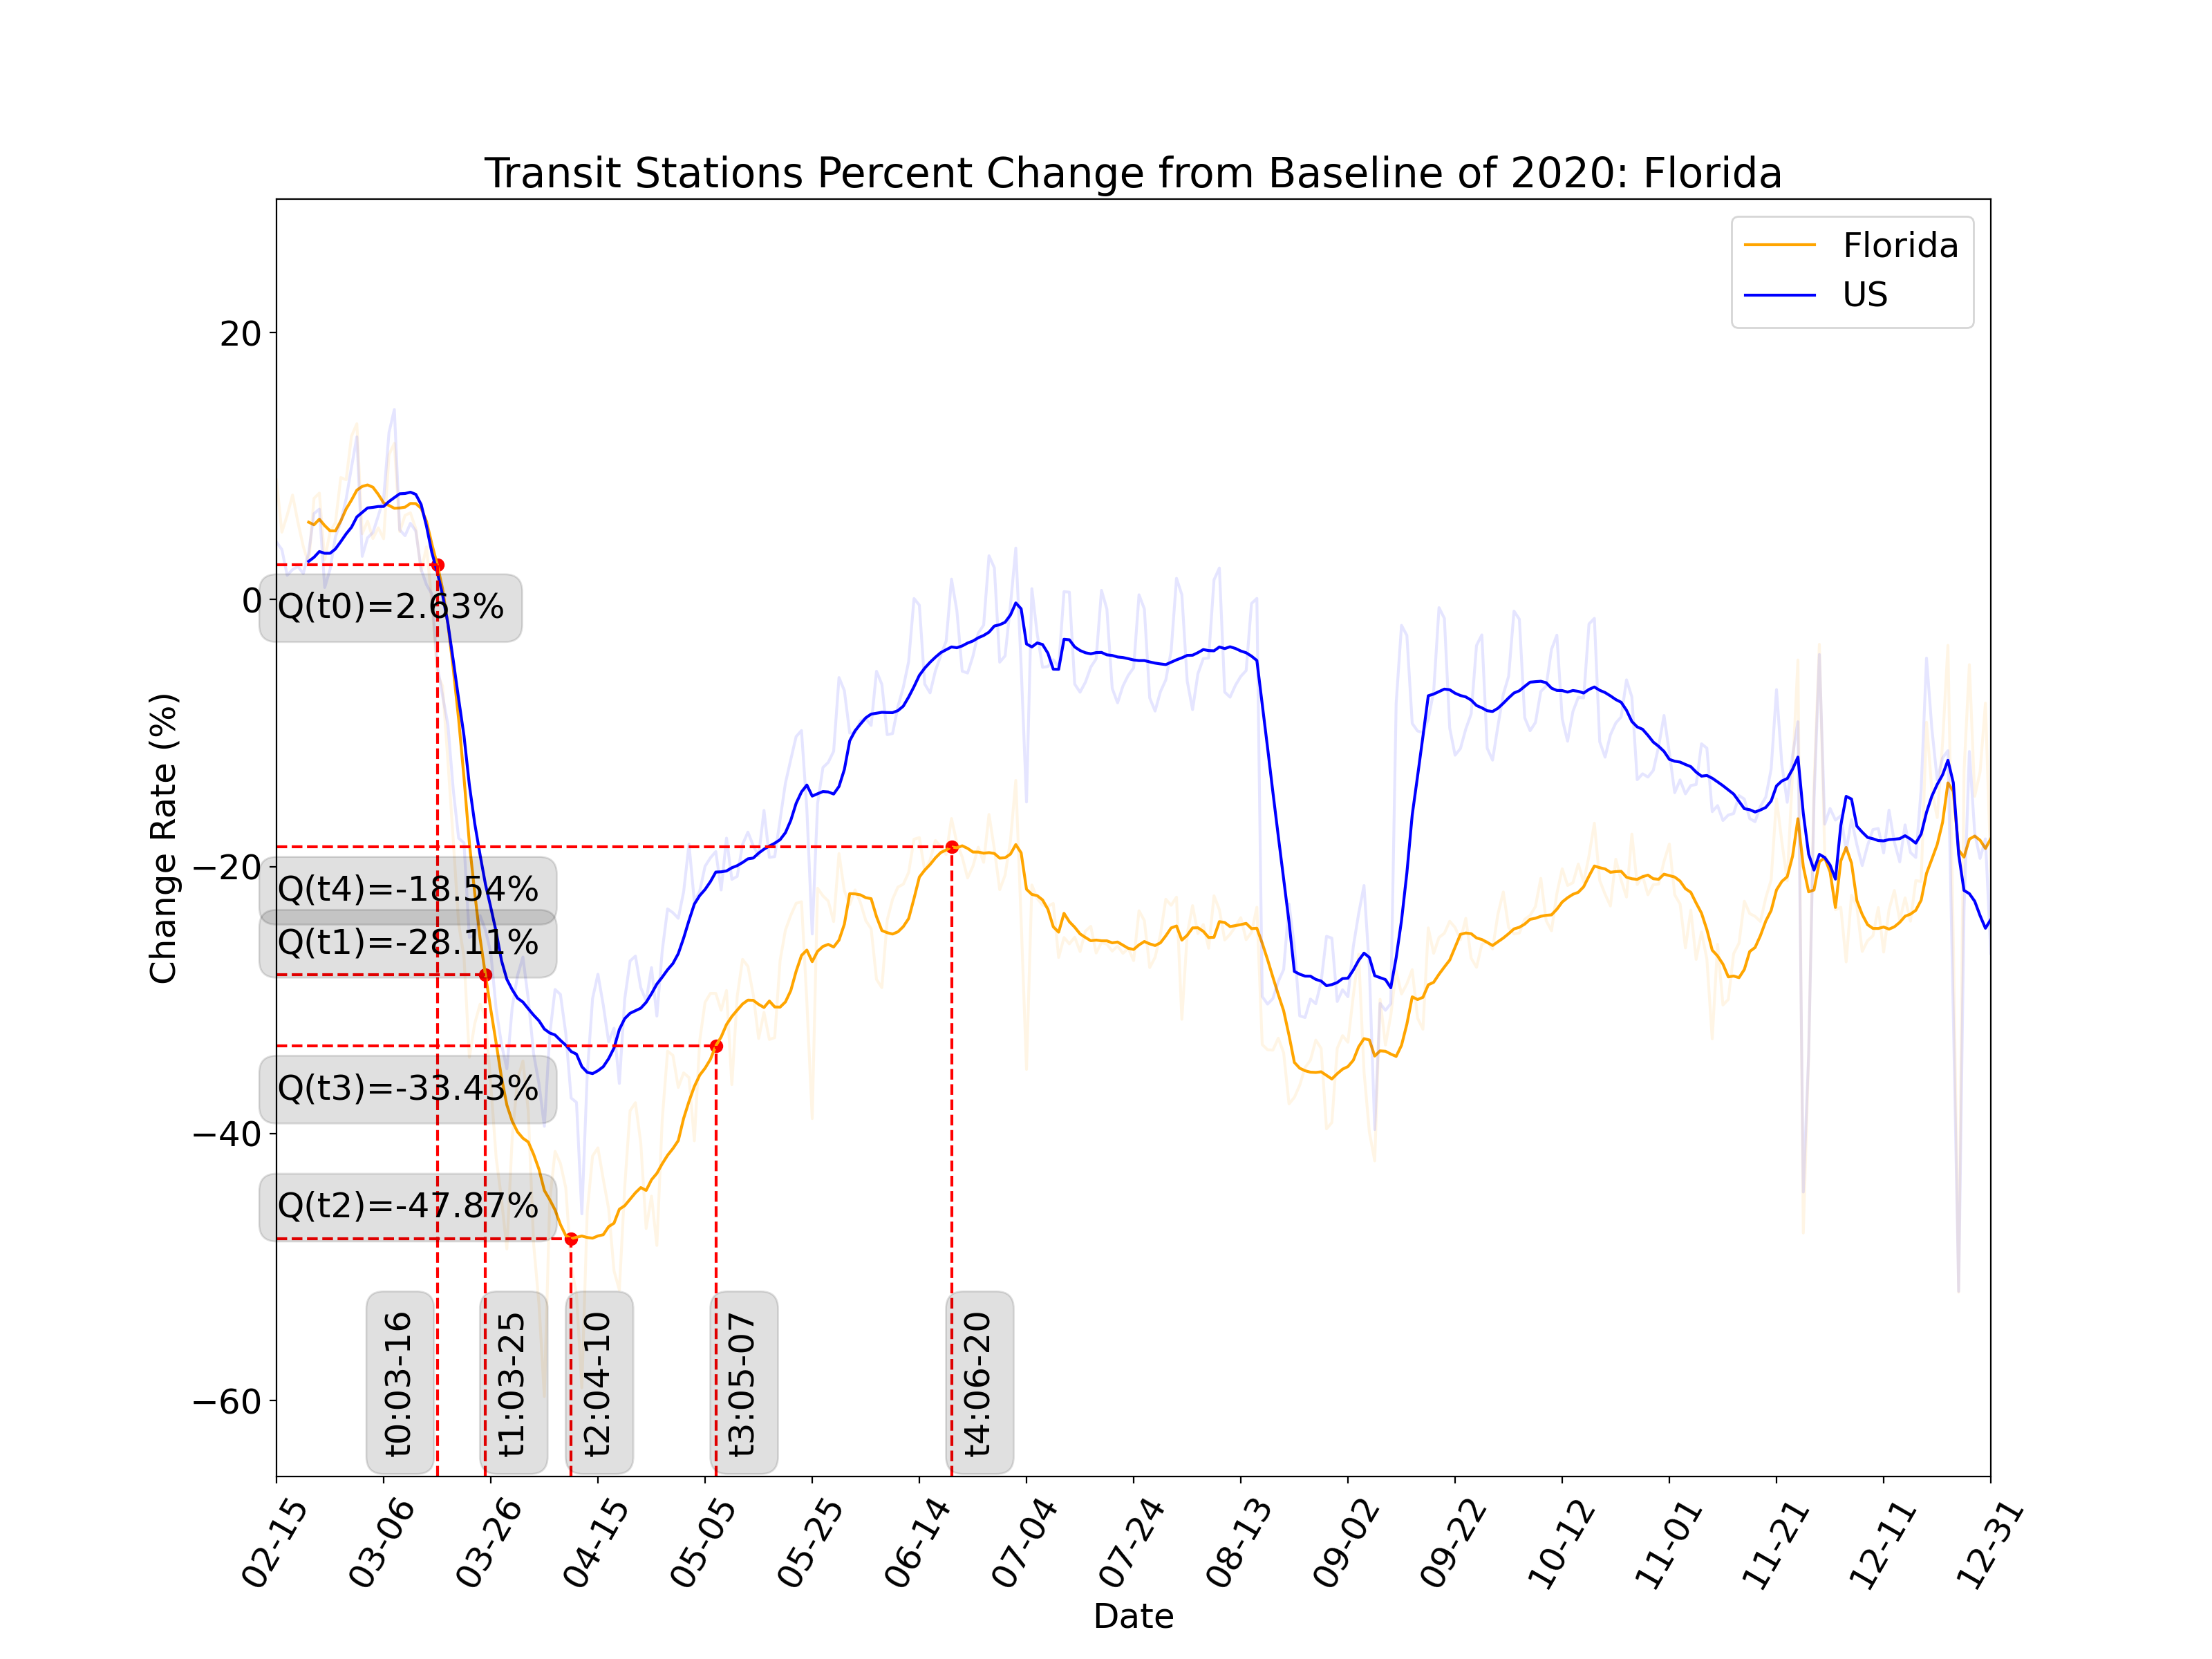 Transit Stations Percent Change from Baseline of 2020: Florida
Florida
US
Change Rate (%)
20
0
−20
−40
−60
Q(t0)=2.63%
Q(t4)=-18.54%
Q(t1)=-28.11%
Q(t3)=-33.43%
Q(t2)=-47.87%
t0:03-16
t1:03-25
t2:04-10
t3:05-07
t4:06-20
02-15
03-06
03-26
04-15
05-05
05-25
06-14
07-04
07-24
08-13
09-02
09-22
10-12
11-01
11-21
12-11
12-31
Date